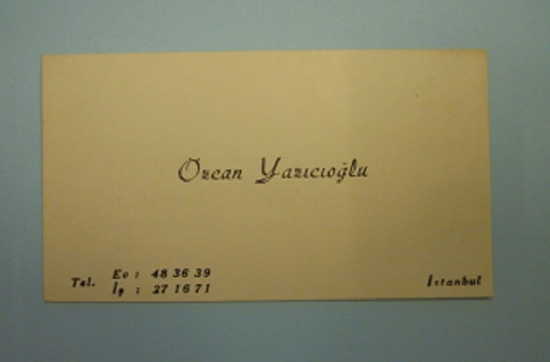 Özcan Yazıcıoğlu
Tel. Ev : 48 36 39
İş : 27 16 71
İstanbul